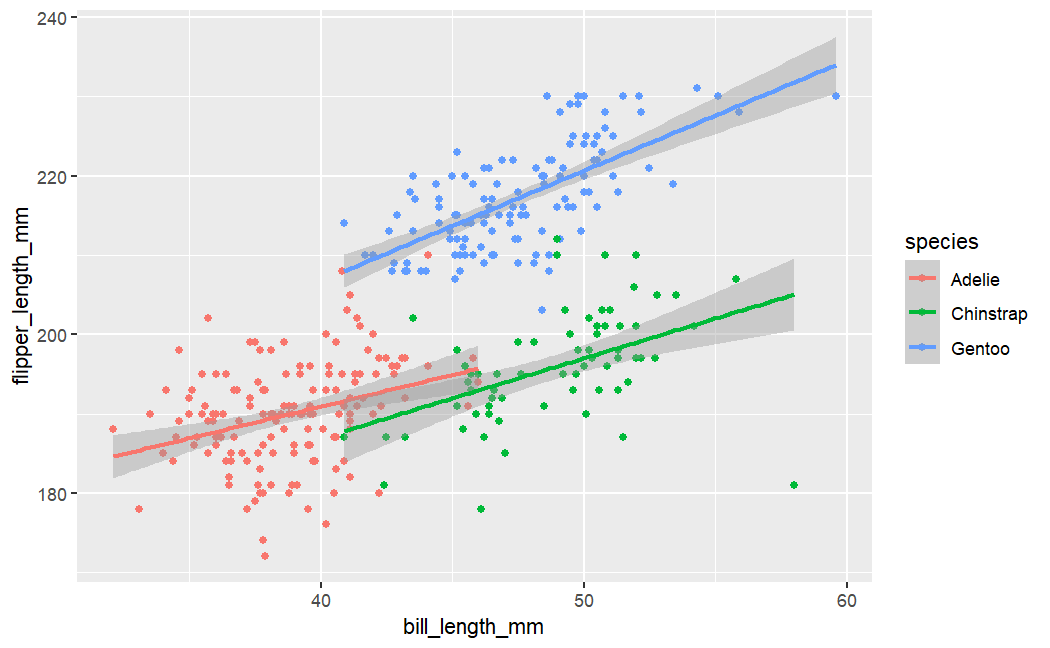 240
220
200
180
flipper_length_mm
40
50
60
bill_length_mm
species
Adelie
Chinstrap
Gentoo